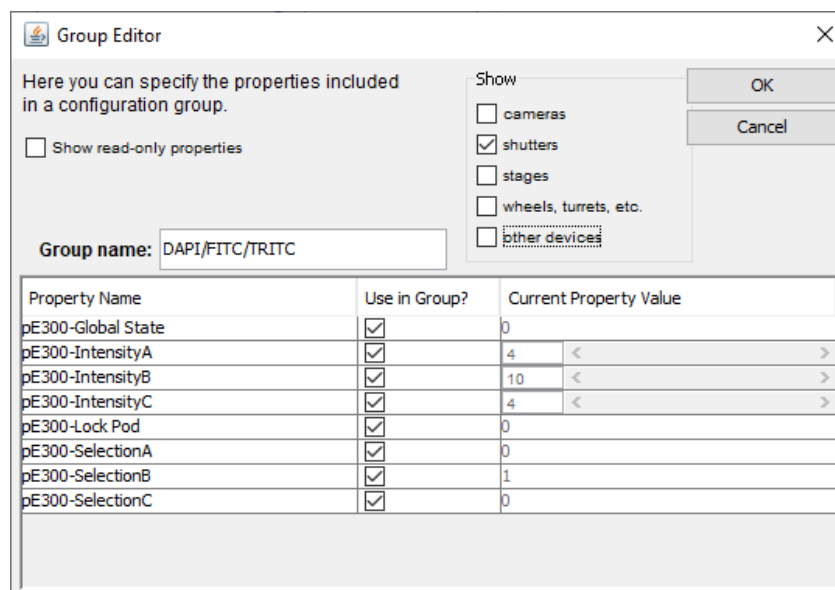 Group Editor
Here you can specify the properties included
in a configuration group.
Show read-only properties
Show
cameras
shutters
stages
wheels, turrets, etc.
other devices
OK
Cancel
Group name: DAPI/FITC/TRITC
Property Name Use in Group? Current Property Value
pE300-Global State 0
pE300-IntensityA 4
pE300-IntensityB 10
pE300-IntensityC 4
pE300-Lock Pod 0
pE300-SelectionA 0
pE300-SelectionB 1
pE300-SelectionC 0